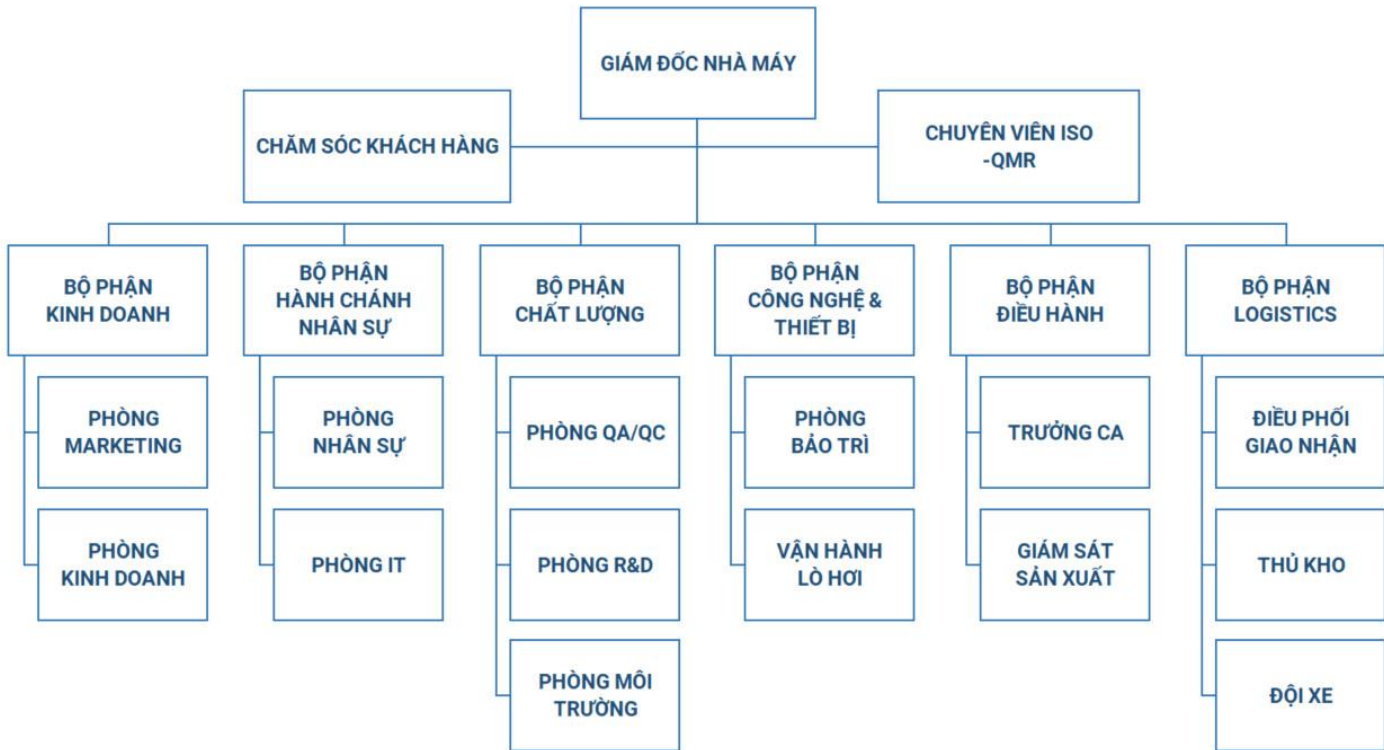 GIÁM ĐỐC NHÀ MÁY
CHĂM SÓC KHÁCH HÀNG
CHUYÊN VIÊN ISO
-QMR
BỘ PHẬN
KINH DOANH
BỘ PHẬN
HÀNH CHÁNH
NHÂN SỰ
BỘ PHẬN
CHẤT LƯỢNG
BỘ PHẬN
CÔNG NGHỆ &
THIẾT BỊ
BỘ PHẬN
ĐIỀU HÀNH
BỘ PHẬN
LOGISTICS
PHÒNG
MARKETING
PHÒNG
NHÂN SỰ
PHÒNG QA/QC
PHÒNG
BẢO TRÌ
TRƯỞNG CA
ĐIỀU PHỐI
GIAO NHẬN
PHÒNG
KINH DOANH
PHÒNG IT
PHÒNG R&D
VẬN HÀNH
LÒ HƠI
GIÁM SÁT
SẢN XUẤT
THỦ KHO
PHÒNG MÔI
TRƯỜNG
ĐỘI XE